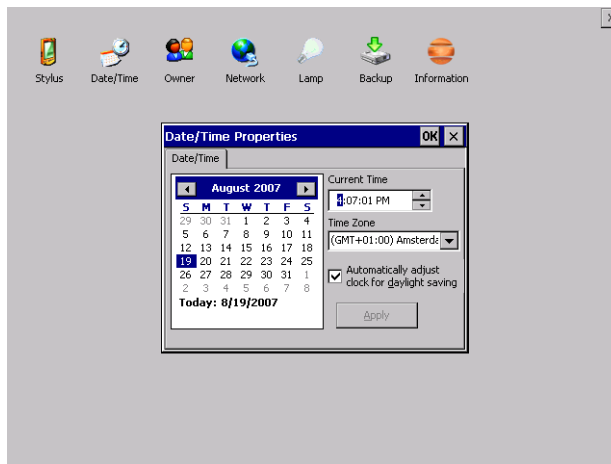 Stylus Date/Time Owner Network Lamp Backup Information
Date/Time Properties OK
Date/Time
August 2007
S M T W T F S
29 30 31 1 2 3 4
5 6 7 8 9 10 11
12 13 14 15 16 17 18
19 20 21 22 23 24 25
26 27 28 29 30 31 1
2 3 4 5 6 7 8
Today: 8/19/2007
Current Time
4:07:01 PM
Time Zone
(GMT+01:00) Amsterda
Automatically adjust
clock for daylight saving
Apply